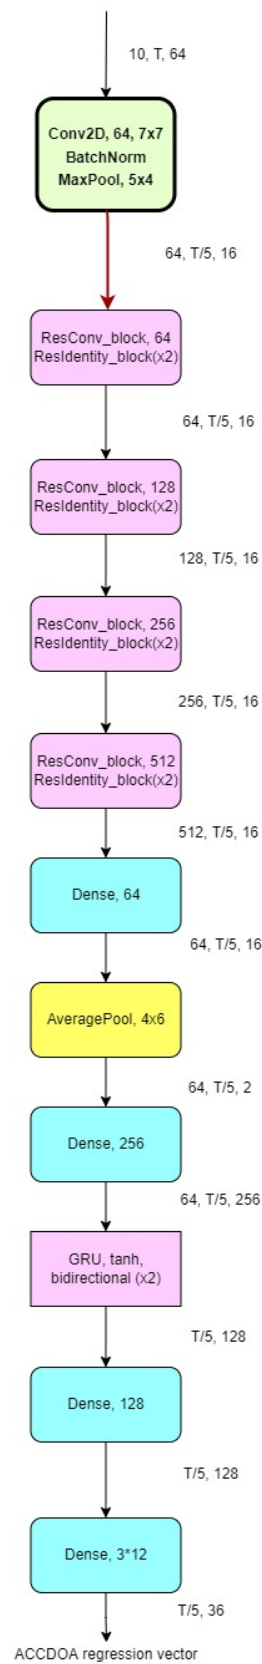 10, T, 64
Conv2D, 64, 7x7
BatchNorm
MaxPool, 5x4
64, T/5, 16
ResConv_block, 64
ResIdentity_block(x2)
64, T/5, 16
ResConv_block, 128
ResIdentity_block(x2)
128, T/5, 16
ResConv_block, 256
ResIdentity_block(x2)
256, T/5, 16
ResConv_block, 512
ResIdentity_block(x2)
512, T/5, 16
Dense, 64
64, T/5, 16
AveragePool, 4x6
64, T/5, 2
Dense, 256
64, T/5, 256
GRU, tanh,
bidirectional (x2)
T/5, 128
Dense, 128
T/5, 128
Dense, 3*12
T/5, 36
ACCDOA regression vector